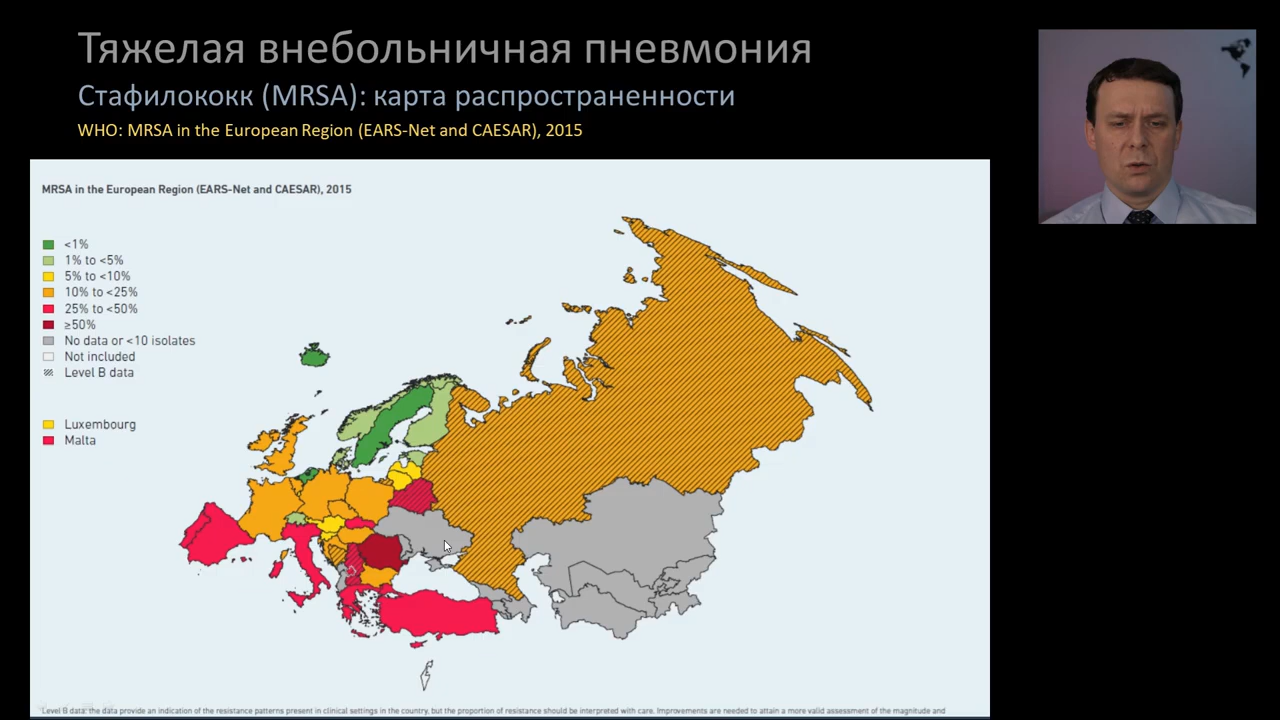 Тяжелая внебольничная пневмония
Стафилококк (MRSA): карта распространенности
WHO: MRSA in the European Region (EARS-Net and CAESAR), 2015
MRSA in the European Region (EARS-Net and CAESAR), 2015
<1%
1% to <5%
5% to <10%
10% to <25%
25% to <50%
≥50%
No data or <10 isolates
Not included
Level B data
Luxembourg
Malta
Level B data: the data provide an indication of the resistance patterns present in clinical settings in the country, but the proportion of resistance should be interpreted with care. Improvements are needed to attain a more valid assessment of the magnitude and